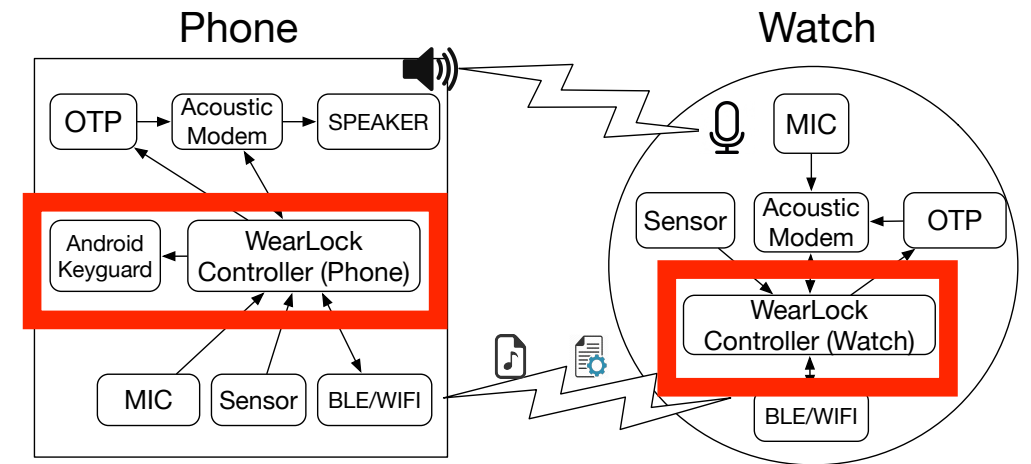 Phone
Watch
OTP
Acoustic
Modem
SPEAKER
MIC
Sensor
Acoustic
Modem
OTP
Android
Keyguard
WearLock
Controller (Phone)
WearLock
Controller (Watch)
MIC
Sensor
BLE/WIFI
BLE/WIFI